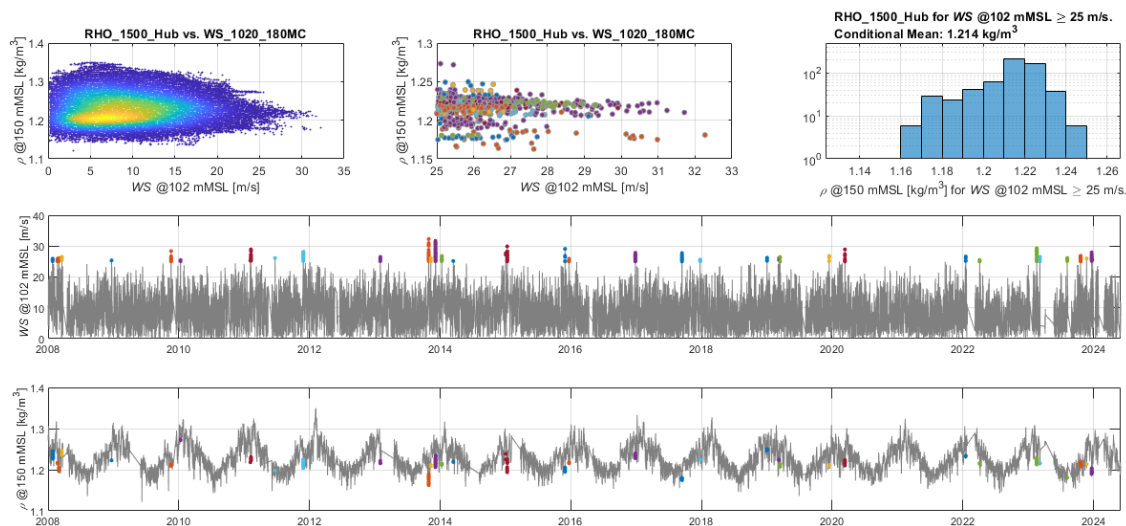 RHO_1500_Hub vs. WS_1020_180MC
ρ @150 mMSL [kg/m³]
1.4
1.3
1.2
1.1
0 5 10 15 20 25 30 35
WS @102 mMSL [m/s]
RHO_1500_Hub vs. WS_1020_180MC
ρ @150 mMSL [kg/m³]
1.3
1.25
1.2
1.15
25 26 27 28 29 30 31 32 33
WS @102 mMSL [m/s]
RHO_1500_Hub for WS @102 mMSL ≥ 25 m/s.
Conditional Mean: 1.214 kg/m³
10²
10¹
10⁰
1.14 1.16 1.18 1.2 1.22 1.24 1.26
ρ @150 mMSL [kg/m³] for WS @102 mMSL ≥ 25 m/s.
WS @102 mMSL [m/s]
40
30
20
10
0
2008 2010 2012 2014 2016 2018 2020 2022 2024
ρ @150 mMSL [kg/m³]
1.4
1.3
1.2
1.1
2008 2010 2012 2014 2016 2018 2020 2022 2024